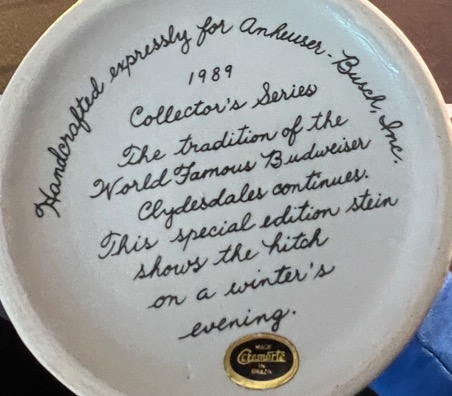 Handcrafted expressly for Anheuser-Busch, Inc.
1989
Collector's Series
The tradition of the
World Famous Budweiser
Clydesdales continues.
This special edition stein
shows the hitch
on a winter's
evening.
MADE
Ceramarte
IN
BRAZIL